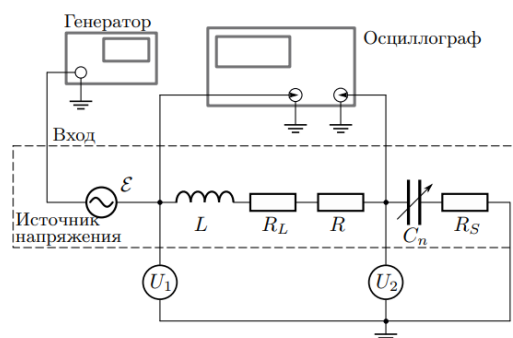 Генератор
Осциллограф
Вход
ℰ
Источник
напряжения
L
R_L
R
C_n
R_S
U_1
U_2